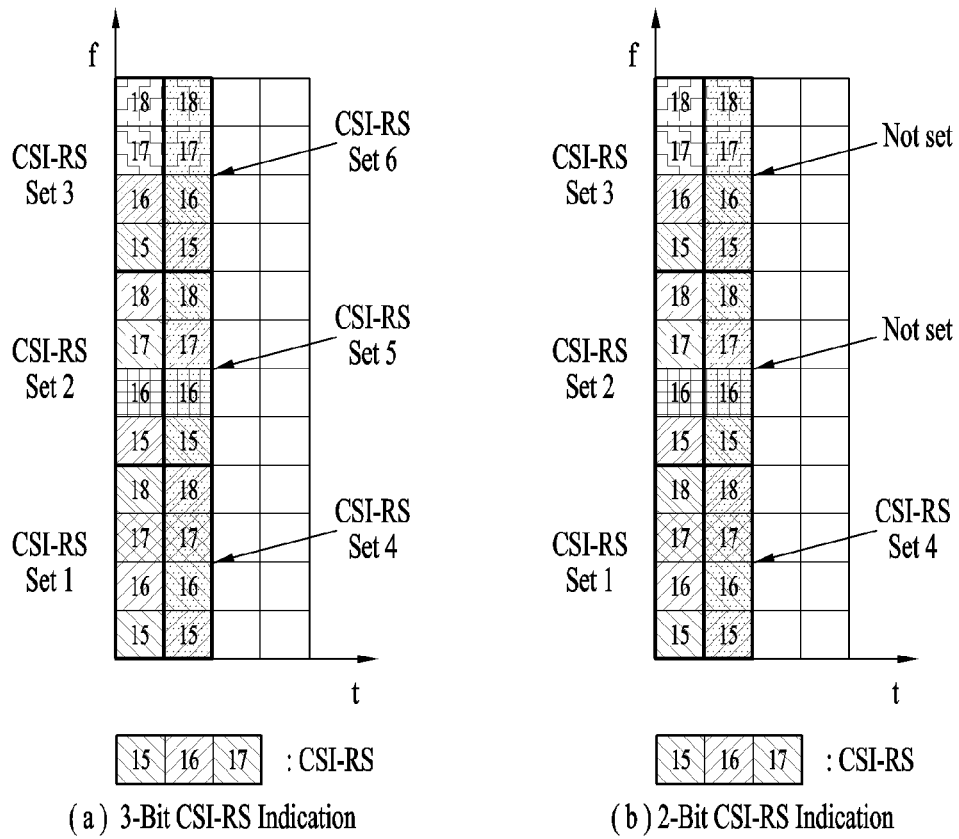 f
18 18
17 17
16 16
15 15
18 18
17 17
16 16
15 15
18 18
17 17
16 16
15 15
CSI-RS
Set 3
CSI-RS
Set 2
CSI-RS
Set 1
CSI-RS
Set 6
CSI-RS
Set 5
CSI-RS
Set 4
t
15 16 17 : CSI-RS
( a ) 3-Bit CSI-RS Indication
f
18 18
17 17
16 16
15 15
18 18
17 17
16 16
15 15
18 18
17 17
16 16
15 15
CSI-RS
Set 3
CSI-RS
Set 2
CSI-RS
Set 1
Not set
Not set
CSI-RS
Set 4
t
15 16 17 : CSI-RS
( b ) 2-Bit CSI-RS Indication